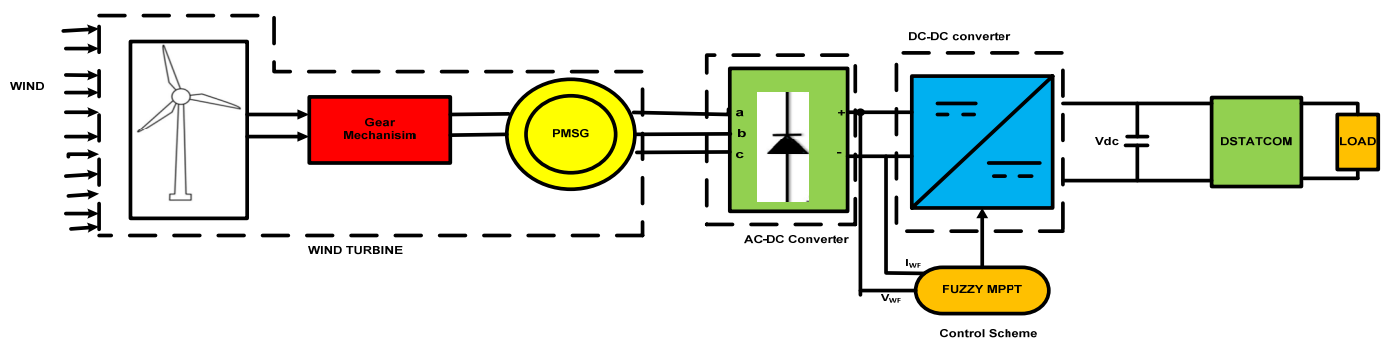 WIND
Gear
Mechanisim
PMSG
WIND TURBINE
a
b
c
+
-
AC-DC Converter
DC-DC converter
I_WF
V_WF
FUZZY MPPT
Control Scheme
Vdc
DSTATCOM
LOAD